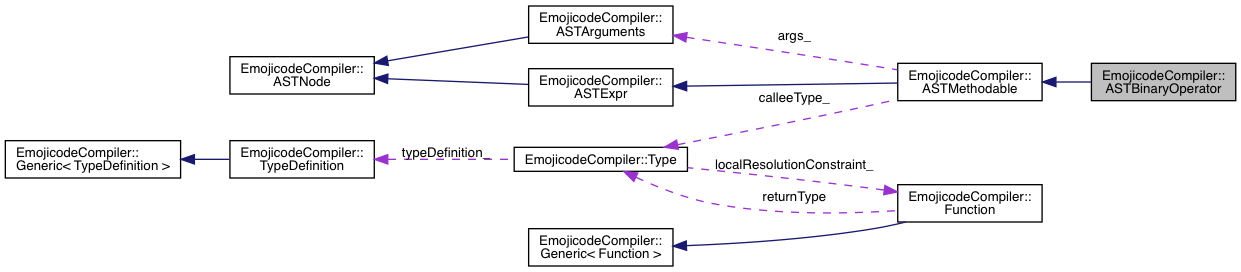 EmojicodeCompiler::
ASTArguments
args_
EmojicodeCompiler::
ASTNode
EmojicodeCompiler::
ASTExpr
EmojicodeCompiler::
ASTMethodable
EmojicodeCompiler::
ASTBinaryOperator
calleeType_
EmojicodeCompiler::
Generic< TypeDefinition >
EmojicodeCompiler::
TypeDefinition
typeDefinition_
EmojicodeCompiler::Type
localResolutionConstraint_
returnType
EmojicodeCompiler::
Function
EmojicodeCompiler::
Generic< Function >